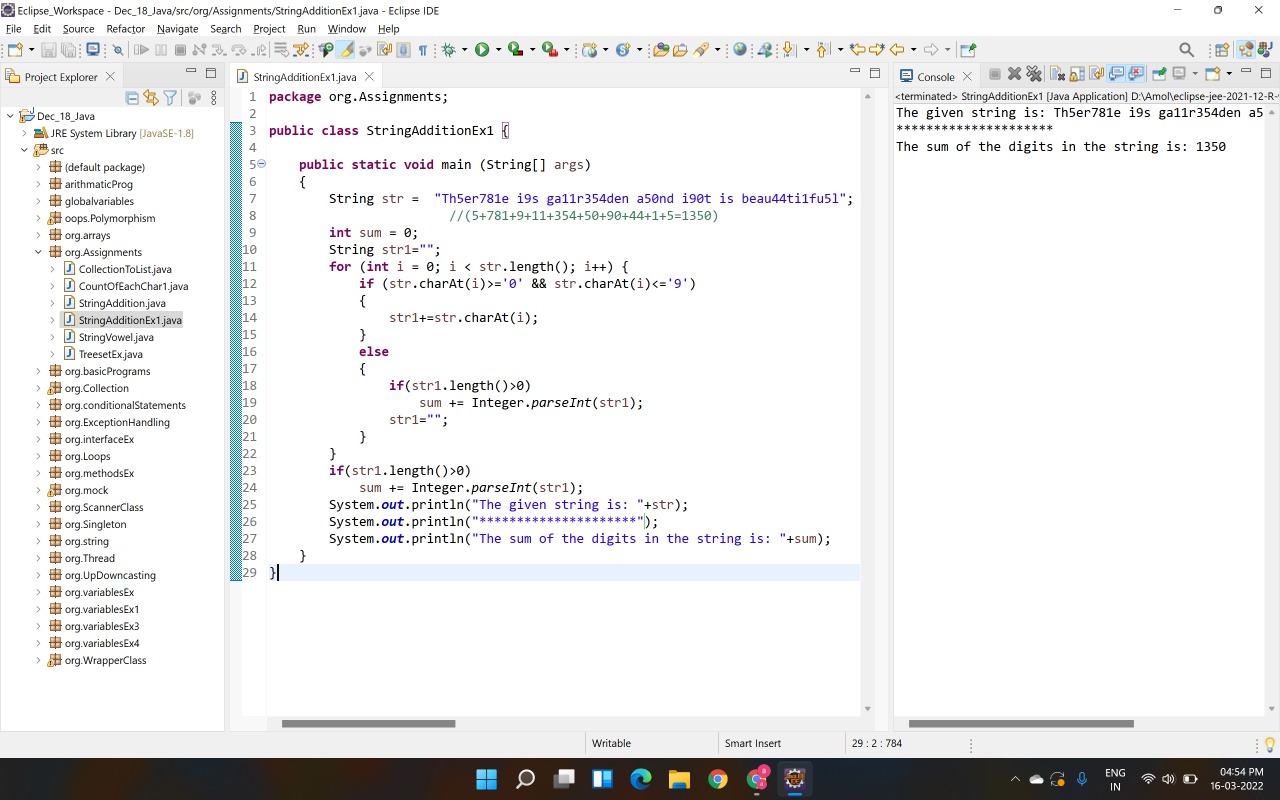 Eclipse_Workspace - Dec_18_Java/src/org/Assignments/StringAdditionEx1.java - Eclipse IDE
File Edit Source Refactor Navigate Search Project Run Window Help
Project Explorer
Dec_18_Java
JRE System Library [JavaSE-1.8]
src
(default package)
arithmaticProg
globalvariables
oops.Polymorphism
org.arrays
org.Assignments
CollectionToList.java
CountOfEachChar1.java
StringAddition.java
StringAdditionEx1.java
StringVowel.java
TreesetEx.java
org.basicPrograms
org.Collection
org.conditionalStatements
org.ExceptionHandling
org.interfaceEx
org.Loops
org.methodsEx
org.mock
org.ScannerClass
org.Singleton
org.string
org.Thread
org.UpDowncasting
org.variablesEx
org.variablesEx1
org.variablesEx3
org.variablesEx4
org.WrapperClass
StringAdditionEx1.java
1 package org.Assignments;
2
3 public class StringAdditionEx1 {
4
5 public static void main (String[] args)
6 {
7 String str = "Th5er781e i9s ga11r354den a50nd i90t is beau44ti1fu5l";
8 //(5+781+9+11+354+50+90+44+1+5=1350)
9 int sum = 0;
10 String str1="";
11 for (int i = 0; i < str.length(); i++) {
12 if (str.charAt(i)>='0' && str.charAt(i)<='9')
13 {
14 str1+=str.charAt(i);
15 }
16 else
17 {
18 if(str1.length()>0)
19 sum += Integer.parseInt(str1);
20 str1="";
21 }
22 }
23 if(str1.length()>0)
24 sum += Integer.parseInt(str1);
25 System.out.println("The given string is: "+str);
26 System.out.println("*********************");
27 System.out.println("The sum of the digits in the string is: "+sum);
28 }
29 }
Console
<terminated> StringAdditionEx1 [Java Application] D:\Amol\eclipse-jee-2021-12-R-
The given string is: Th5er781e i9s ga11r354den a5
*********************
The sum of the digits in the string is: 1350
Writable Smart Insert 29 : 2 : 784
ENG
IN
04:54 PM
16-03-2022